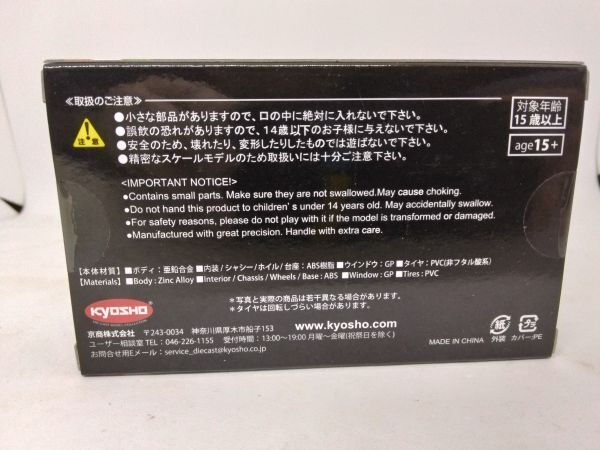 ≪取扱のご注意≫
●小さな部品がありますので、口の中に絶対に入れないで下さい。
●誤飲の恐れがありますので、14歳以下のお子様に与えないで下さい。
●安全のため、壊れたり、変形したりしたものでは遊ばないで下さい。
●精密なスケールモデルのため取扱いには十分ご注意下さい。
注意
対象年齢
15歳以上
age15+
<IMPORTANT NOTICE!>
●Contains small parts. Make sure they are not swallowed.May cause choking.
●Do not hand this product to children's under 14 years old. May accidentally swallow.
●For safety reasons, please do not play with it if the model is transformed or damaged.
●Manufactured with great precision. Handle with extra care.
【本体材質】■ボディ：亜鉛合金■内装/シャシー/ホイル/台座：ABS樹脂■ウインドウ：GP■タイヤ：PVC(非フタル酸系)
【Materials】■Body : Zinc Alloy ■Interior / Chassis / Wheels / Base : ABS ■Window : GP ■Tires : PVC
＊写真と実際の商品は若干異なる場合があります。
＊タイヤは回転しづらい場合があります。
KYOSHO
www.kyosho.com
京商株式会社 〒243-0034 神奈川県厚木市船子153
ユーザー相談室 TEL. 046-226-1155 受付時間：13:00～19:00 月曜～金曜(祝祭日を除く)
お問合せ用Eメール：service_diecast@kyosho.co.jp
MADE IN CHINA
紙
外装
プラ
カバー:PE